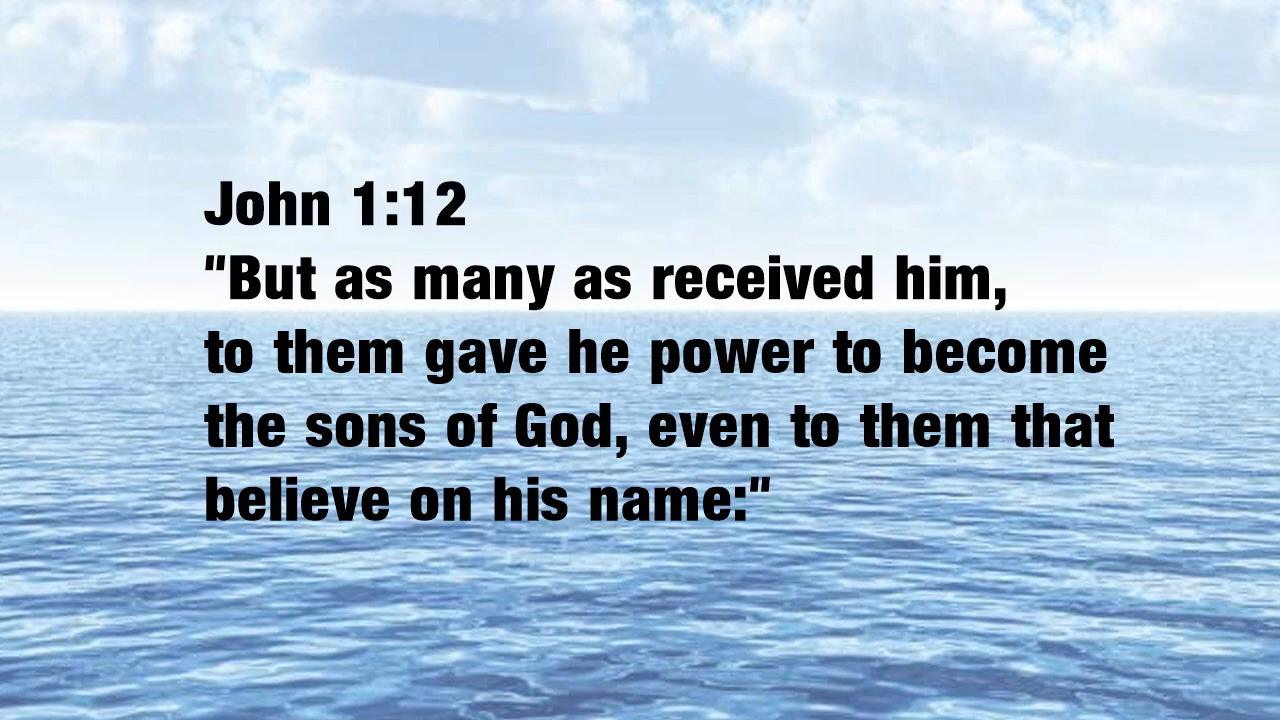 John 1:12
"But as many as received him,
to them gave he power to become
the sons of God, even to them that
believe on his name:"